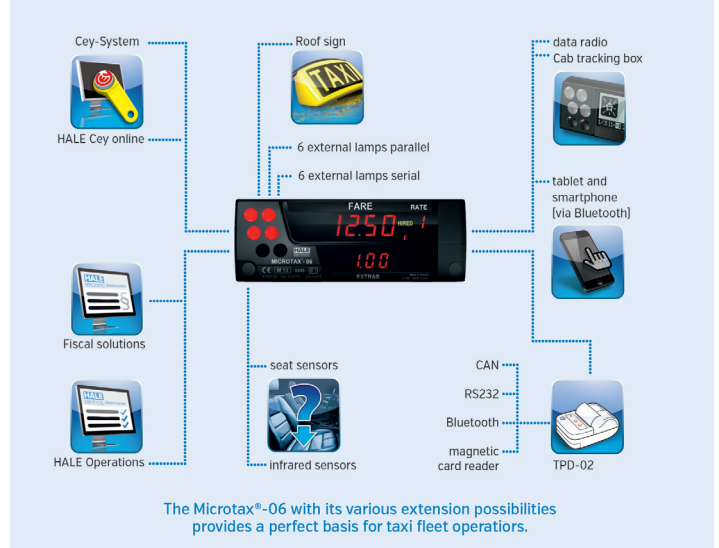 Cey-System
Roof sign
data radio
Cab tracking box
TAXI
HALE Cey online
6 external lamps parallel
6 external lamps serial
tablet and
smartphone
[via Bluetooth]
FARE
RATE
12.50
HIRED
1
£
HALE
MICROTAX®-06
1.00
EXTRAS
HALE
§
Fiscal solutions
seat sensors
CAN
RS232
Bluetooth
magnetic
card reader
HALE
?
HALE Operations
infrared sensors
TPD-02
The Microtax®-06 with its various extension possibilities
provides a perfect basis for taxi fleet operatiors.